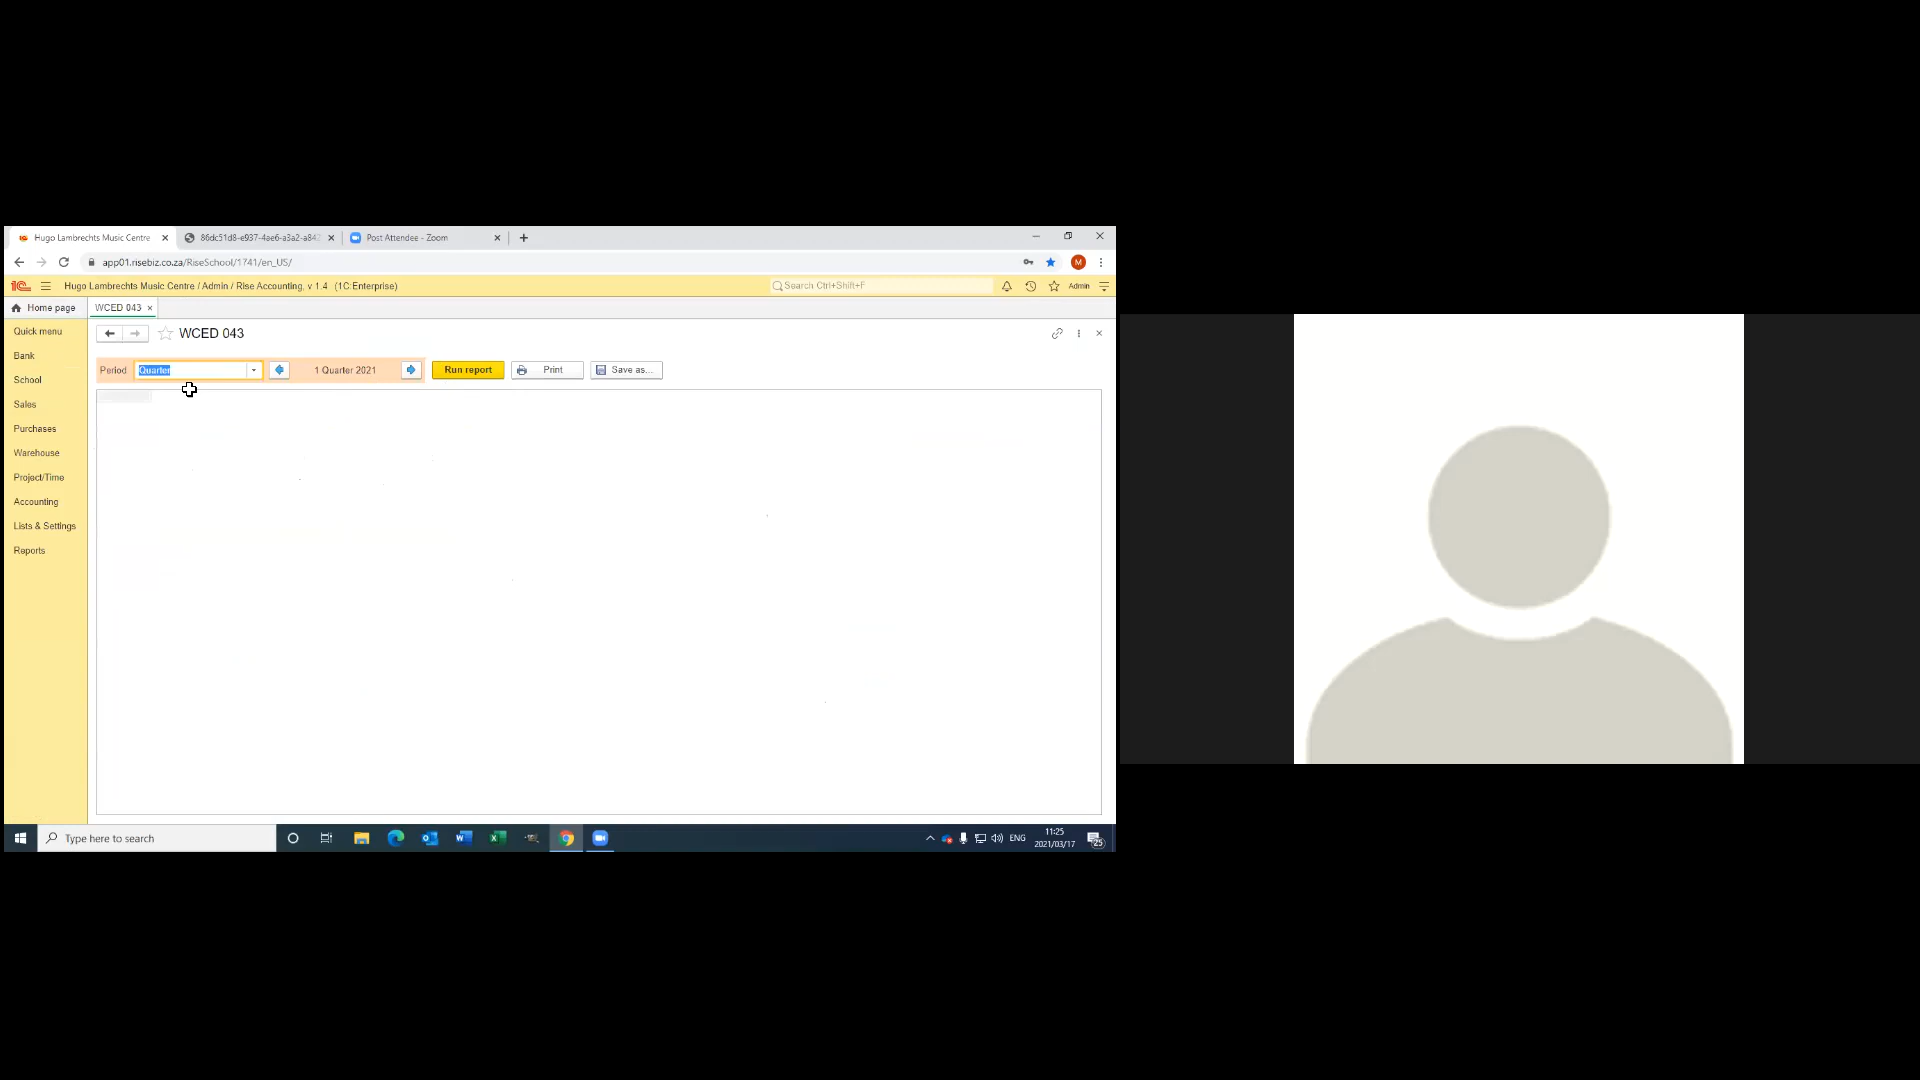 Hugo Lambrechts Music Centre
86dc51d8-e937-4ae6-a3a2-a842
Post Attendee - Zoom
app01.risebiz.co.za/RiseSchool/1741/en_US/
M
1C
Hugo Lambrechts Music Centre / Admin / Rise Accounting, v 1.4 (1C:Enterprise)
Search Ctrl+Shift+F
Admin
Home page
WCED 043
Quick menu
WCED 043
Bank
Period
Quarter
1 Quarter 2021
Run report
Print
Save as...
School
Sales
Purchases
Warehouse
Project/Time
Accounting
Lists & Settings
Reports
Type here to search
ENG
11:25
2021/03/17
25